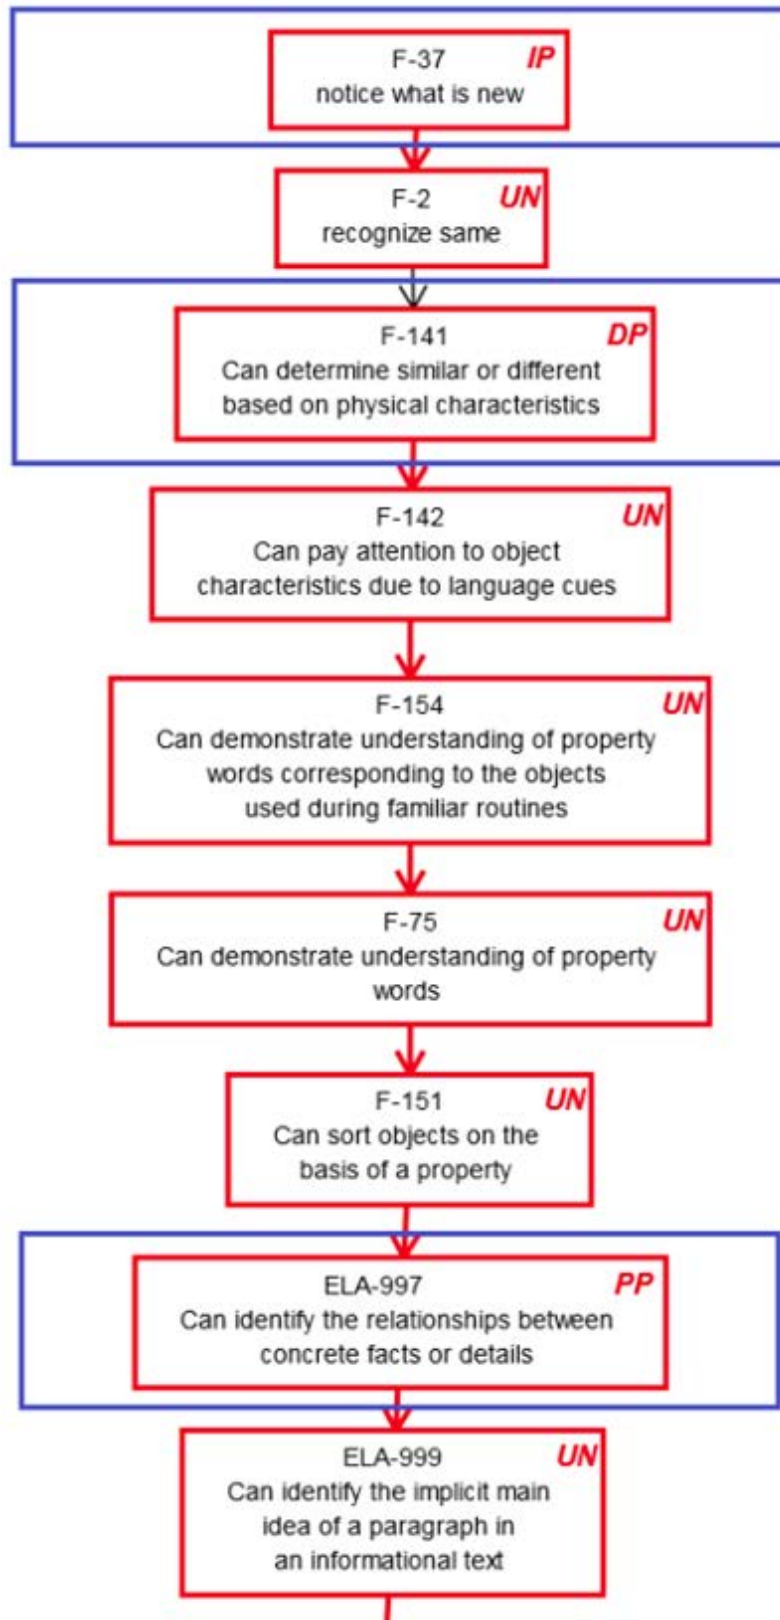 F-37 IP
notice what is new
F-2 UN
recognize same
F-141 DP
Can determine similar or different
based on physical characteristics
F-142 UN
Can pay attention to object
characteristics due to language cues
F-154 UN
Can demonstrate understanding of property
words corresponding to the objects
used during familiar routines
F-75 UN
Can demonstrate understanding of property
words
F-151 UN
Can sort objects on the
basis of a property
ELA-997 PP
Can identify the relationships between
concrete facts or details
ELA-999 UN
Can identify the implicit main
idea of a paragraph in
an informational text